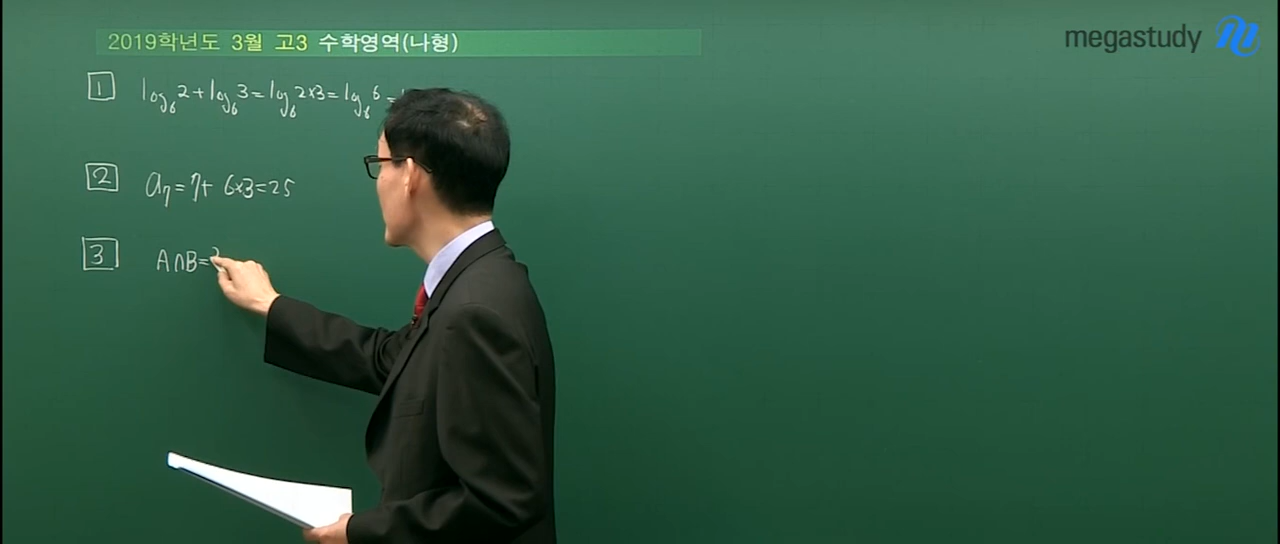 2019학년도 3월 고3 수학영역(나형)
megastudy
1 log₆2+log₆3=log₆2×3=log₆6=
2 a₇=7+ 6×3=25
3 A∩B=